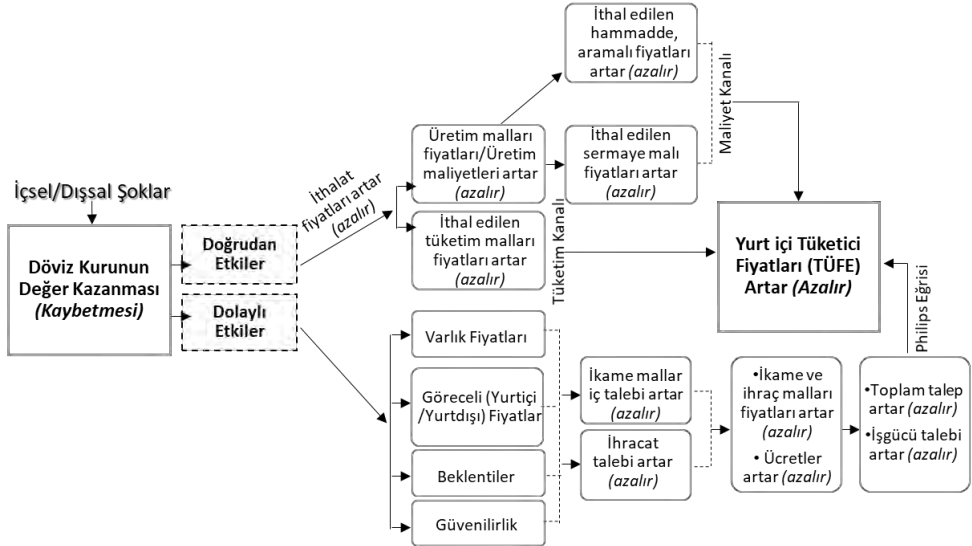 İçsel/Dışsal Şoklar
Döviz Kurunun
Değer Kazanması
(Kaybetmesi)
Doğrudan
Etkiler
Dolaylı
Etkiler
İthalat
fiyatları artar
(azalır)
Üretim malları
fiyatları/Üretim
maliyetleri artar
(azalır)
İthal edilen
tüketim malları
fiyatları artar
(azalır)
İthal edilen
hammadde,
aramalı fiyatları
artar (azalır)
İthal edilen
sermaye malı
fiyatları artar
(azalır)
Maliyet Kanalı
Tüketim Kanalı
Yurt içi Tüketici
Fiyatları (TÜFE)
Artar (Azalır)
Varlık Fiyatları
Göreceli (Yurtiçi
/Yurtdışı) Fiyatlar
Beklentiler
Güvenilirlik
İkame mallar
iç talebi artar
(azalır)
İhracat
talebi artar
(azalır)
•İkame ve
ihraç malları
fiyatları artar
(azalır)
• Ücretler
artar (azalır)
•Toplam talep
artar (azalır)
•İşgücü talebi
artar (azalır)
Philips Eğrisi